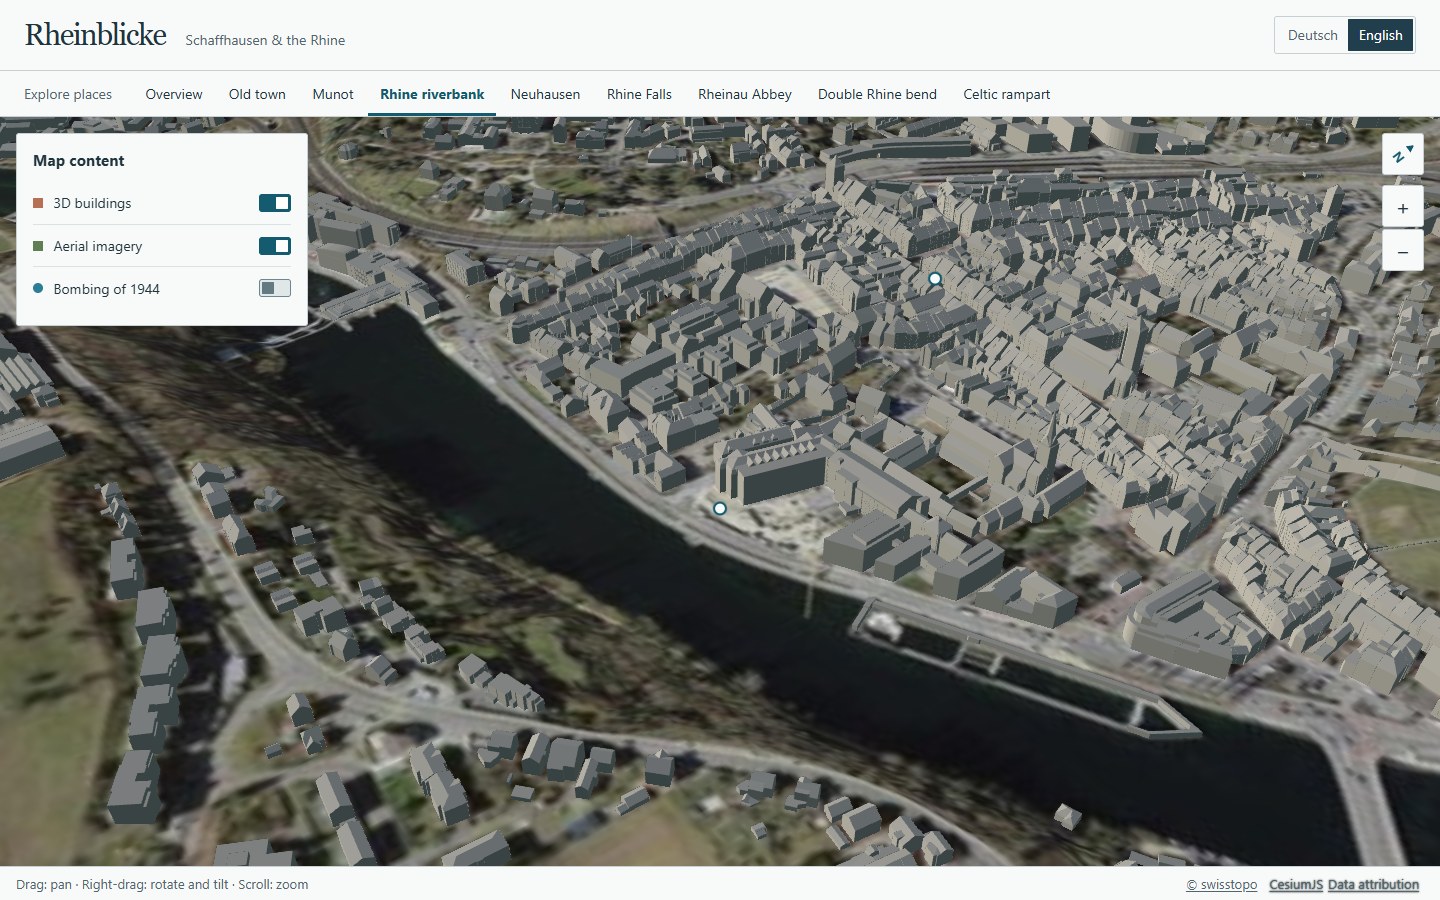 Rheinblicke
Schaffhausen & the Rhine
Deutsch
English
Explore places
Overview
Old town
Munot
Rhine riverbank
Neuhausen
Rhine Falls
Rheinau Abbey
Double Rhine bend
Celtic rampart
Map content
3D buildings
Aerial imagery
Bombing of 1944
N
+
−
Drag: pan · Right-drag: rotate and tilt · Scroll: zoom
© swisstopo
CesiumJS
Data attribution